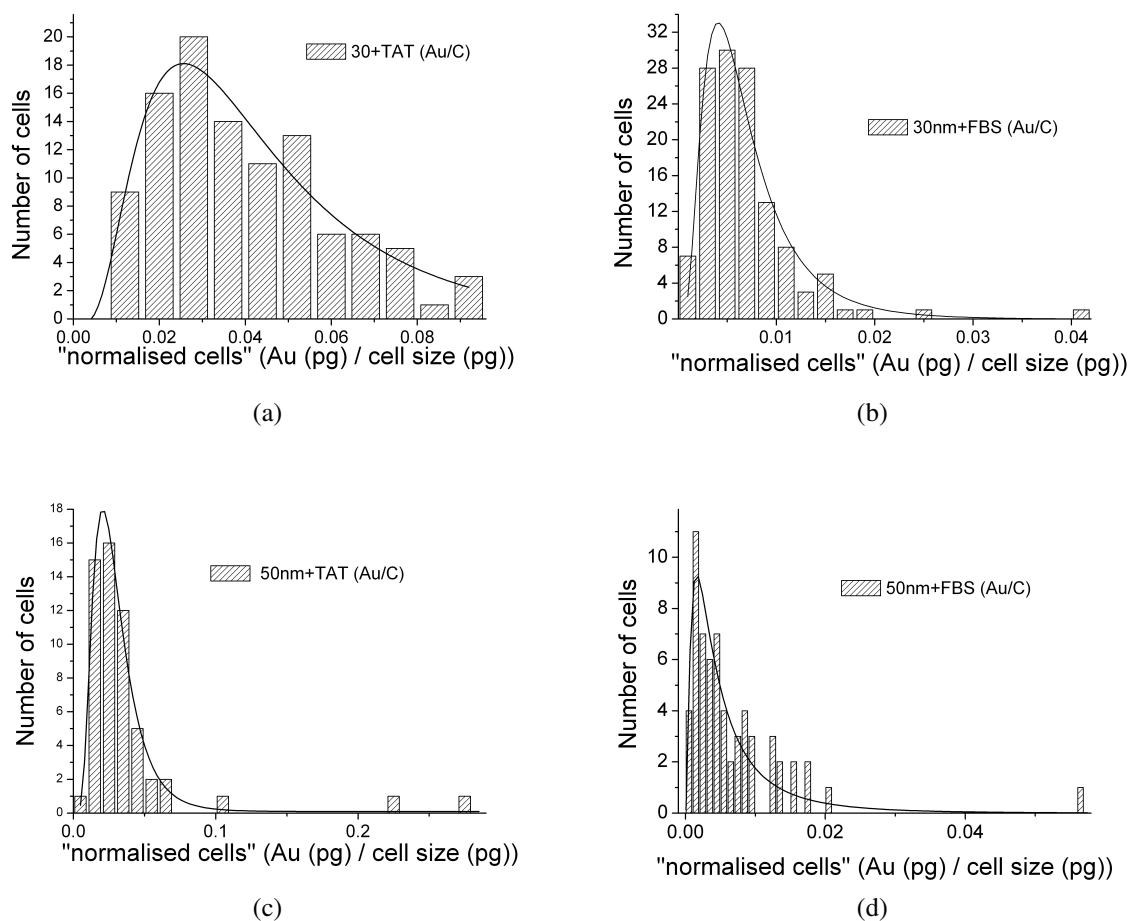 20
18
16
14
12
10
8
6
4
2
0
Number of cells
30+TAT (Au/C)
0.00 0.02 0.04 0.06 0.08
"normalised cells" (Au (pg) / cell size (pg))
(a)
32
28
24
20
16
12
8
4
0
Number of cells
30nm+FBS (Au/C)
0.01 0.02 0.03 0.04
"normalised cells" (Au (pg) / cell size (pg))
(b)
18
16
14
12
10
8
6
4
2
0
Number of cells
50nm+TAT (Au/C)
0.0 0.1 0.2
"normalised cells" (Au (pg) / cell size (pg))
(c)
10
8
6
4
2
0
Number of cells
50nm+FBS (Au/C)
0.00 0.02 0.04
"normalised cells" (Au (pg) / cell size (pg))
(d)